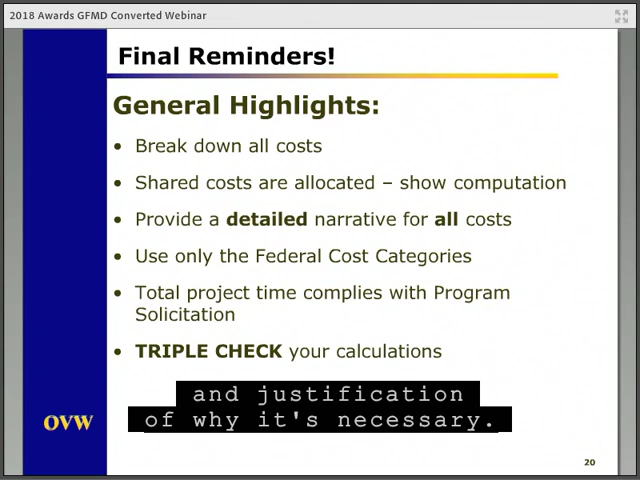 2018 Awards GFMD Converted Webinar
Final Reminders!
General Highlights:
• Break down all costs
• Shared costs are allocated – show computation
• Provide a detailed narrative for all costs
• Use only the Federal Cost Categories
• Total project time complies with Program
Solicitation
• TRIPLE CHECK your calculations
and justification
of why it's necessary.
OVW
20